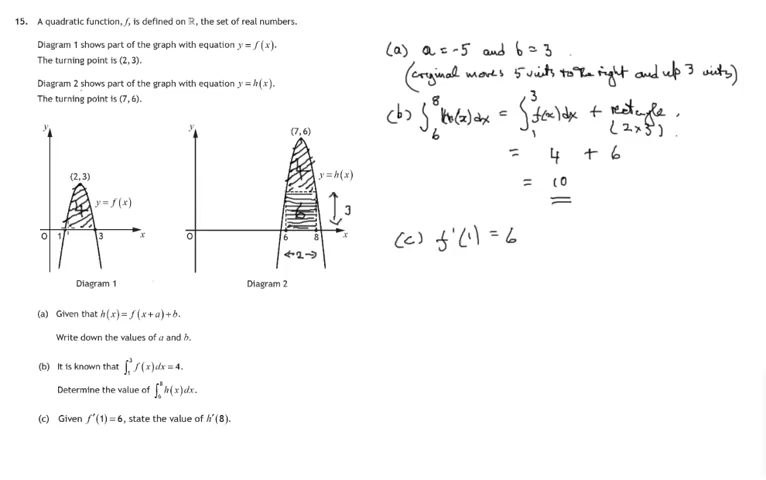 15. A quadratic function, f, is defined on ℝ, the set of real numbers.
Diagram 1 shows part of the graph with equation y = f(x).
The turning point is (2, 3).
Diagram 2 shows part of the graph with equation y = h(x).
The turning point is (7, 6).
y
(2, 3)
4
y = f(x)
O 1 3 x
Diagram 1
y
(7, 6)
4
y = h(x)
6
3
O 6 8 x
←2→
Diagram 2
(a) Given that h(x) = f(x + a) + b.
Write down the values of a and b.
(b) It is known that ∫₁³ f(x) dx = 4.
Determine the value of ∫₆⁸ h(x) dx.
(c) Given f′(1) = 6, state the value of h′(8).
(a) a = -5 and b = 3
(original moves 5 units to the right and up 3 units)
(b) ∫₆⁸ h(x) dx = ∫₁³ f(x) dx + rectangle.
(2 x 3)
= 4 + 6
= 10
(c) f'(1) = 6